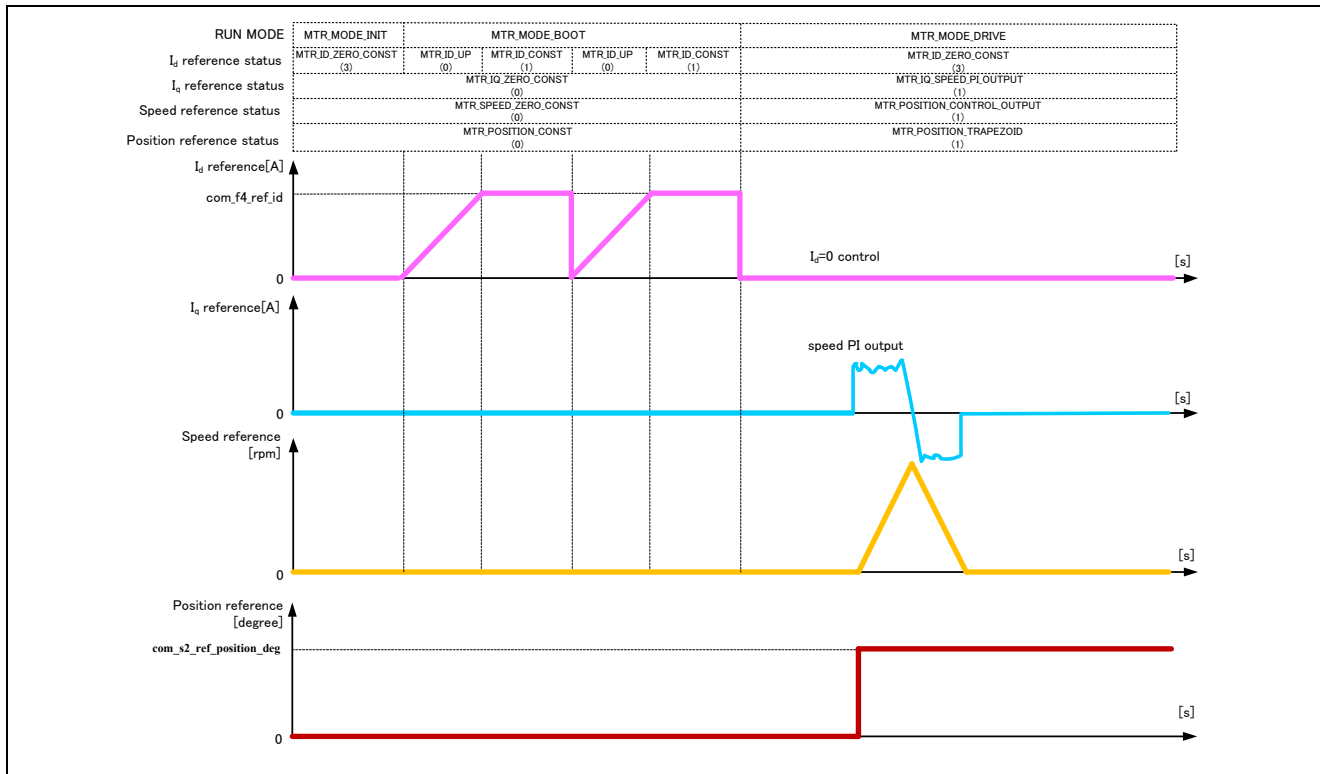 RUN MODE MTR_MODE_INIT MTR_MODE_BOOT MTR_MODE_DRIVE
Id reference status MTR_ID_ZERO_CONST MTR_ID_UP MTR_ID_CONST MTR_ID_UP MTR_ID_CONST MTR_ID_ZERO_CONST
(3) (0) (1) (0) (1) (3)
Iq reference status MTR_IQ_ZERO_CONST MTR_IQ_SPEED_PI_OUTPUT
(0) (1)
Speed reference status MTR_SPEED_ZERO_CONST MTR_POSITION_CONTROL_OUTPUT
(0) (1)
Position reference status MTR_POSITION_CONST MTR_POSITION_TRAPEZOID
(0) (1)
Id reference[A]
com_f4_ref_id
Id=0 control
[s]
0
Iq reference[A]
speed PI output
[s]
0
Speed reference
[rpm]
[s]
0
Position reference
[degree]
com_s2_ref_position_deg
[s]
0